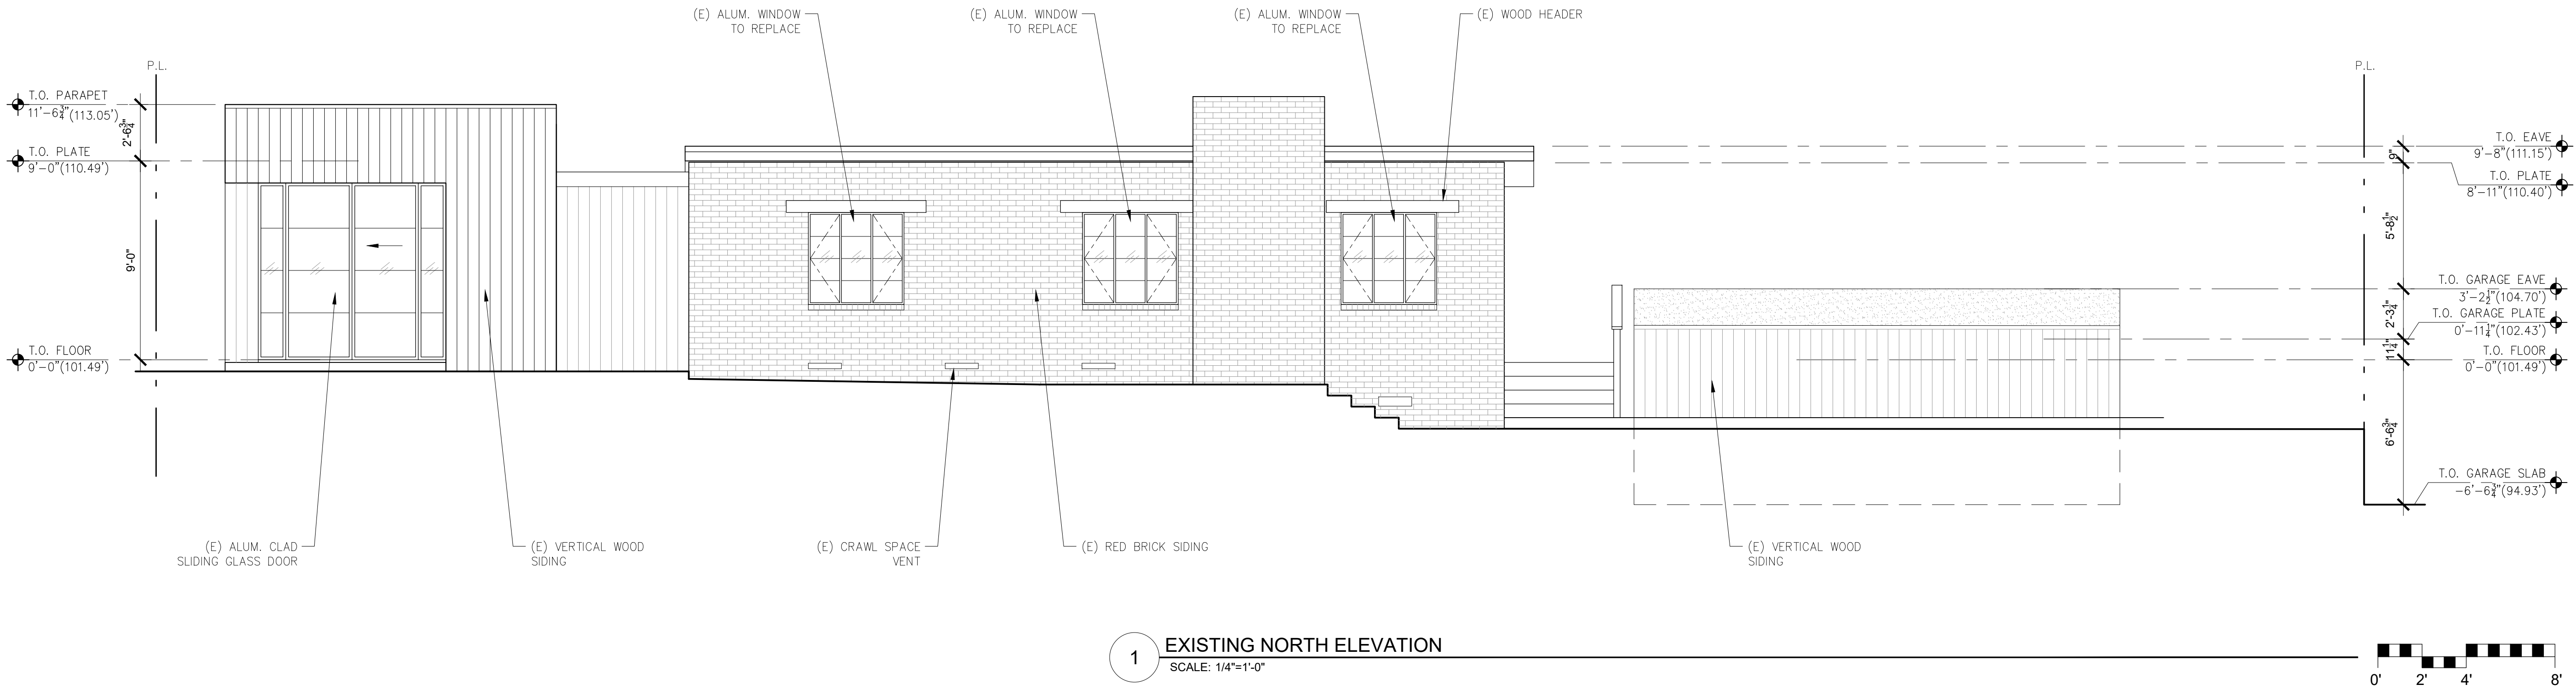 (E) ALUM. WINDOW
TO REPLACE
(E) ALUM. WINDOW
TO REPLACE
(E) ALUM. WINDOW
TO REPLACE
(E) WOOD HEADER
P.L.
P.L.
T.O. PARAPET
11'-6¾"(113.05')
2'-6¾"
T.O. PLATE
9'-0"(110.49')
9'-0"
T.O. FLOOR
0'-0"(101.49')
T.O. EAVE
9'-8"(111.15')
9"
T.O. PLATE
8'-11"(110.40')
5'-8½"
T.O. GARAGE EAVE
3'-2½"(104.70')
2'-3¼"
T.O. GARAGE PLATE
0'-11¼"(102.43')
11¼"
T.O. FLOOR
0'-0"(101.49')
6'-6¾"
T.O. GARAGE SLAB
-6'-6¾"(94.93')
(E) ALUM. CLAD
SLIDING GLASS DOOR
(E) VERTICAL WOOD
SIDING
(E) CRAWL SPACE
VENT
(E) RED BRICK SIDING
(E) VERTICAL WOOD
SIDING
1
EXISTING NORTH ELEVATION
SCALE: 1/4"=1'-0"
0' 2' 4' 8'